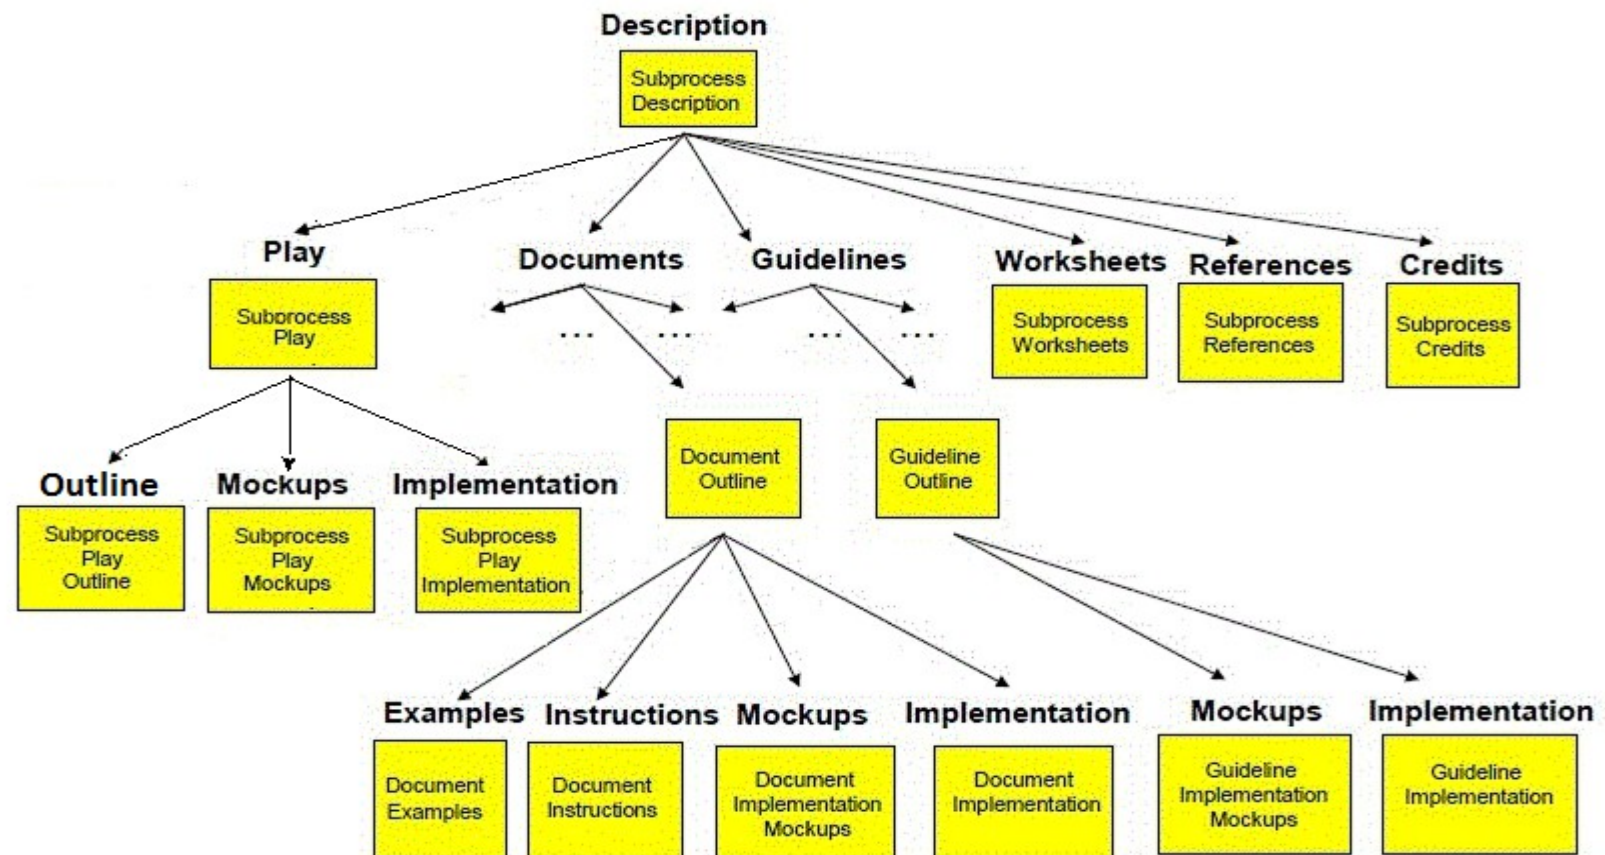 Description
Subprocess
Description
Play
Documents
Guidelines
Worksheets
References
Credits
Subprocess
Play
... ...
... ...
Subprocess
Worksheets
Subprocess
References
Subprocess
Credits
Document
Outline
Guideline
Outline
Outline
Mockups
Implementation
Subprocess
Play
Outline
Subprocess
Play
Mockups
Subprocess
Play
Implementation
Examples
Instructions
Mockups
Implementation
Mockups
Implementation
Document
Examples
Document
Instructions
Document
Implementation
Mockups
Document
Implementation
Guideline
Implementation
Mockups
Guideline
Implementation